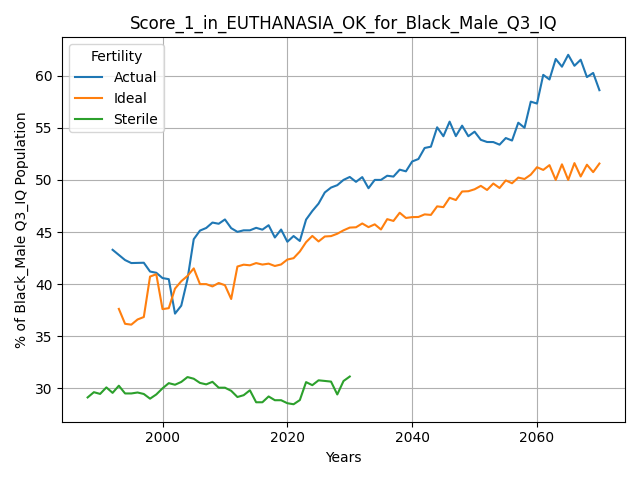 Score_1_in_EUTHANASIA_OK_for_Black_Male_Q3_IQ
Fertility
Actual
Ideal
Sterile
% of Black_Male Q3_IQ Population
60
55
50
45
40
35
30
2000
2020
2040
2060
Years